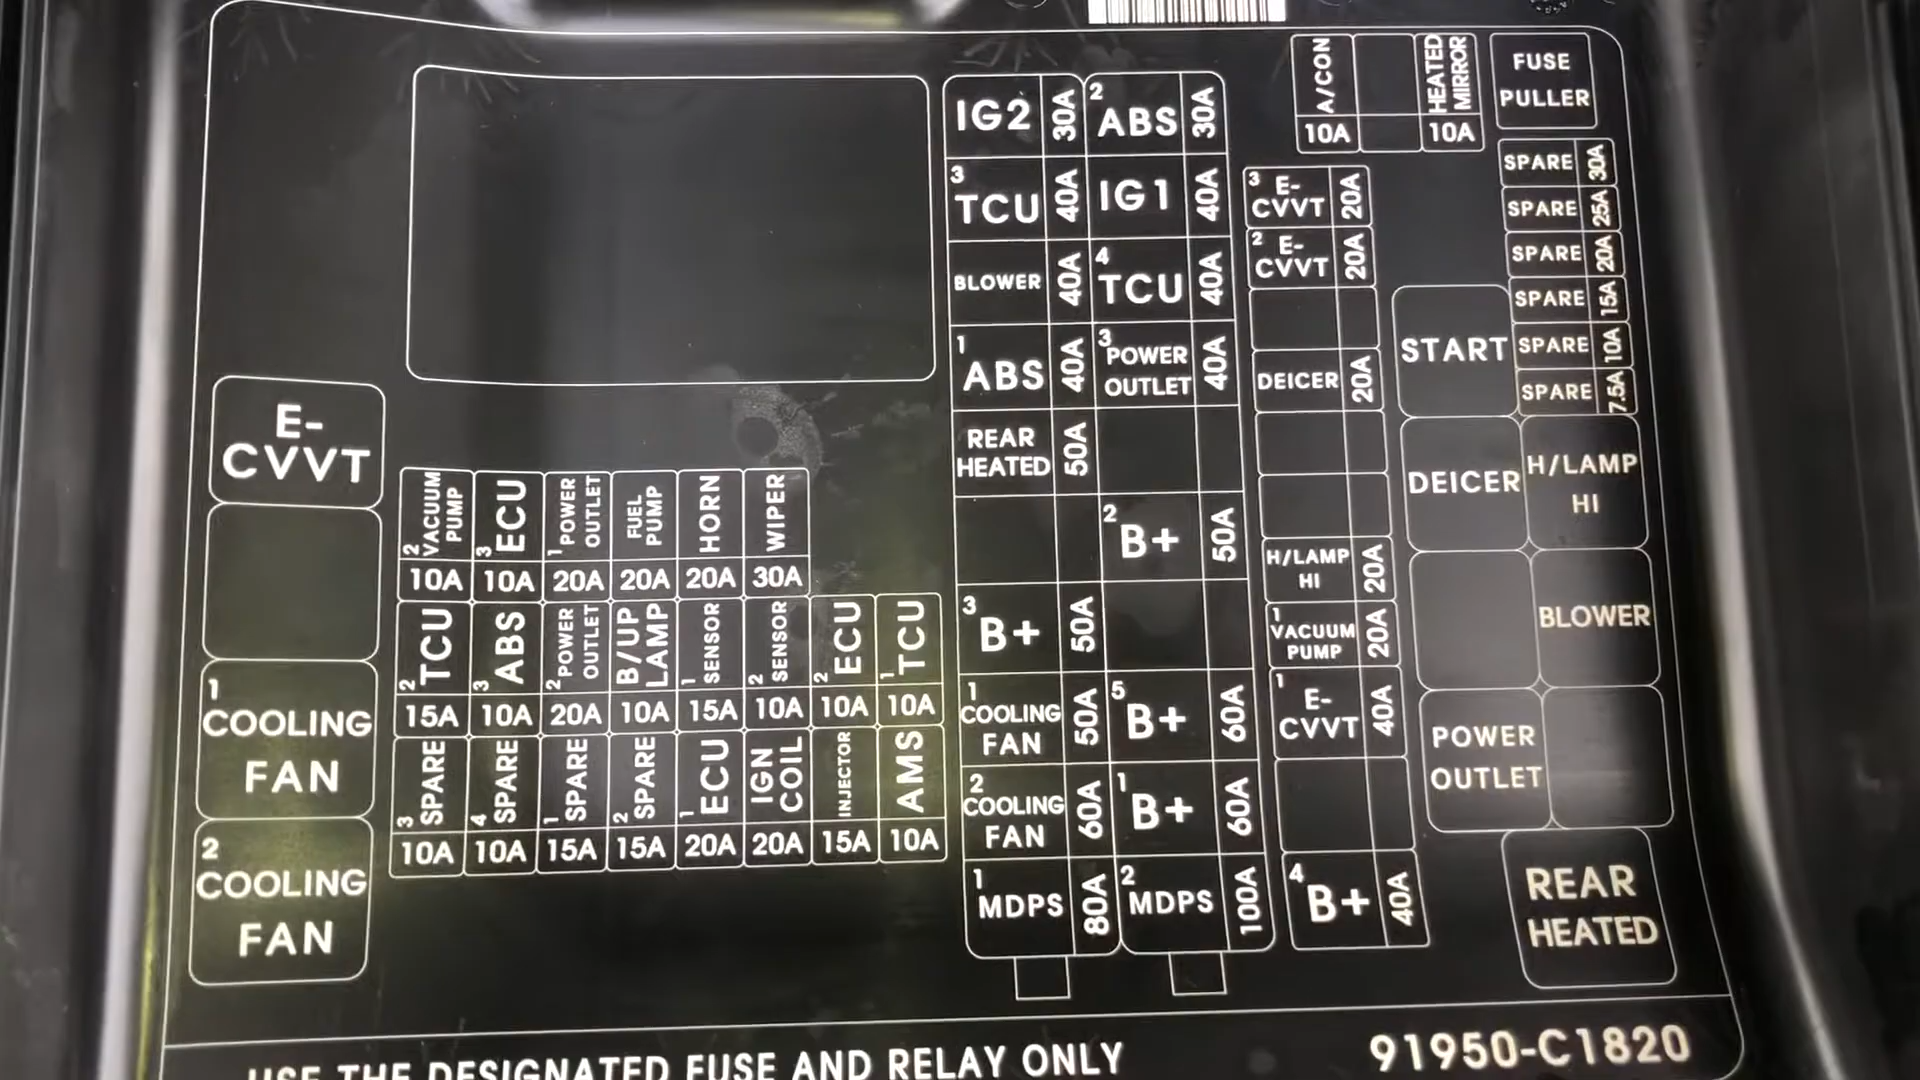 IG2 30A
2 ABS 30A
3 TCU 40A
IG1 40A
BLOWER 40A
4 TCU 40A
1 ABS 40A
3 POWER OUTLET 40A
REAR HEATED 50A
2 B+ 50A
3 B+ 50A
1 COOLING FAN 50A
5 B+ 60A
2 COOLING FAN 60A
1 B+ 60A
1 MDPS 80A
2 MDPS 100A
A/CON 10A
HEATED MIRROR 10A
FUSE PULLER
SPARE 30A
SPARE 25A
SPARE 20A
SPARE 15A
SPARE 10A
SPARE 7.5A
3 E-CVVT 20A
2 E-CVVT 20A
DEICER 20A
H/LAMP HI 20A
1 VACUUM PUMP 20A
1 E-CVVT 40A
4 B+ 40A
START
DEICER
H/LAMP HI
BLOWER
POWER OUTLET
REAR HEATED
E-CVVT
1 COOLING FAN
2 COOLING FAN
2 VACUUM PUMP 10A
3 ECU 10A
1 POWER OUTLET 20A
FUEL PUMP 20A
HORN 20A
WIPER 30A
2 TCU 15A
3 ABS 10A
2 POWER OUTLET 20A
B/UP LAMP 10A
1 SENSOR 15A
2 SENSOR 10A
2 ECU 10A
1 TCU 10A
3 SPARE 10A
4 SPARE 10A
1 SPARE 15A
2 SPARE 15A
1 ECU 20A
IGN COIL 20A
INJECTOR 15A
AMS 10A
USE THE DESIGNATED FUSE AND RELAY ONLY
91950-C1820